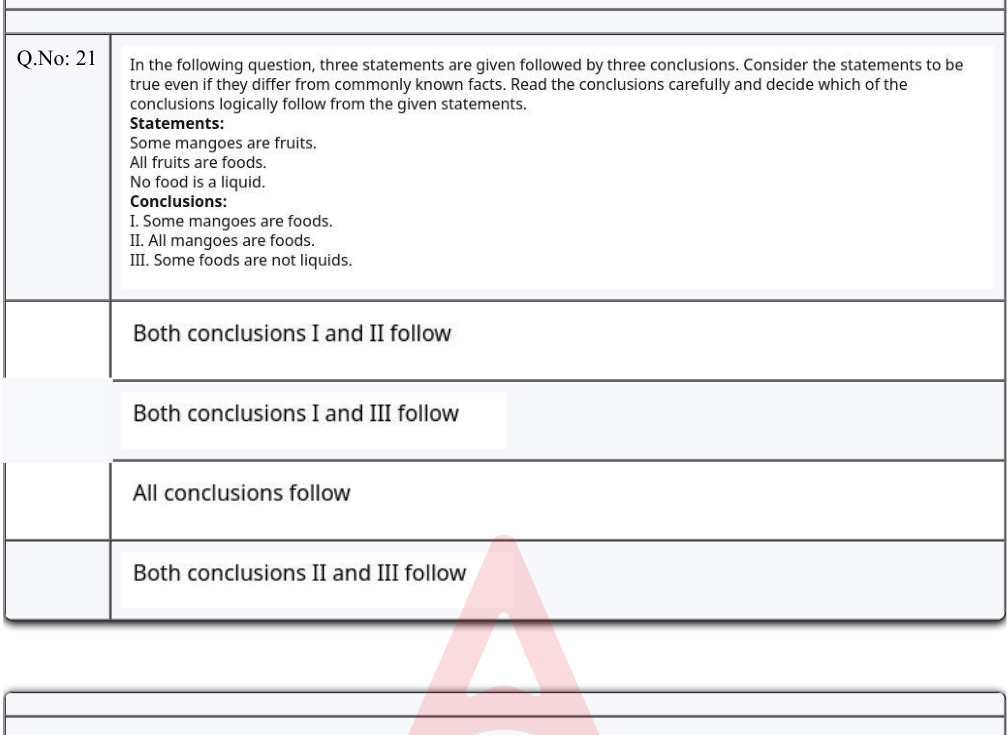 Q.No: 21
In the following question, three statements are given followed by three conclusions. Consider the statements to be
true even if they differ from commonly known facts. Read the conclusions carefully and decide which of the
conclusions logically follow from the given statements.
Statements:
Some mangoes are fruits.
All fruits are foods.
No food is a liquid.
Conclusions:
I. Some mangoes are foods.
II. All mangoes are foods.
III. Some foods are not liquids.
Both conclusions I and II follow
Both conclusions I and III follow
All conclusions follow
Both conclusions II and III follow